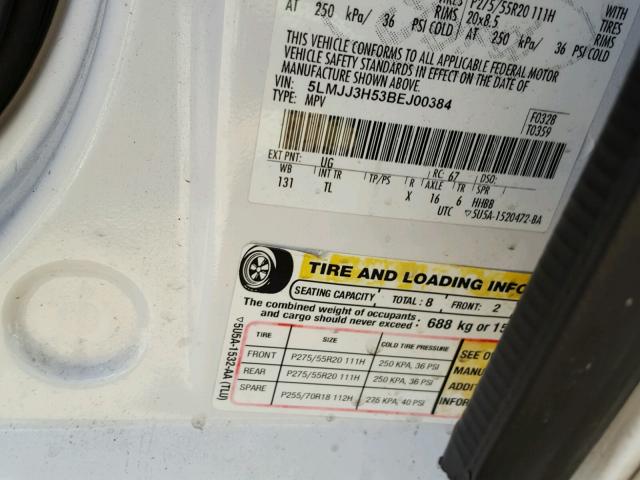 TIRES P275/55R20 111H WITH
RIMS 20x8.5 TIRES
RIMS
AT 250 kPa/ 36 PSI COLD AT 250 kPa/ 36 PSI COLD
THIS VEHICLE CONFORMS TO ALL APPLICABLE FEDERAL MOTOR
VEHICLE SAFETY STANDARDS IN EFFECT ON THE DATE OF
VIN: 5LMJJ3H53BEJ00384
TYPE: MPV
F0328
T0359
EXT PNT: UG RC: 67 DSO:
WB INT TR TP/PS R AXLE TR SPR
131 TL X 16 6 HHBB
UTC ▽5U5A-1520472-BA
TIRE AND LOADING INFO
SEATING CAPACITY TOTAL: 8 FRONT: 2
The combined weight of occupants
and cargo should never exceed: 688 kg or 15
TIRE SIZE COLD TIRE PRESSURE
FRONT P275/55R20 111H 250 KPA, 36 PSI
REAR P275/55R20 111H 250 KPA, 36 PSI
SPARE P255/70R18 112H 275 KPA, 40 PSI
SEE O
MANU
ADDIT
INFOR
▽5U5A-1532-AA (TLU)